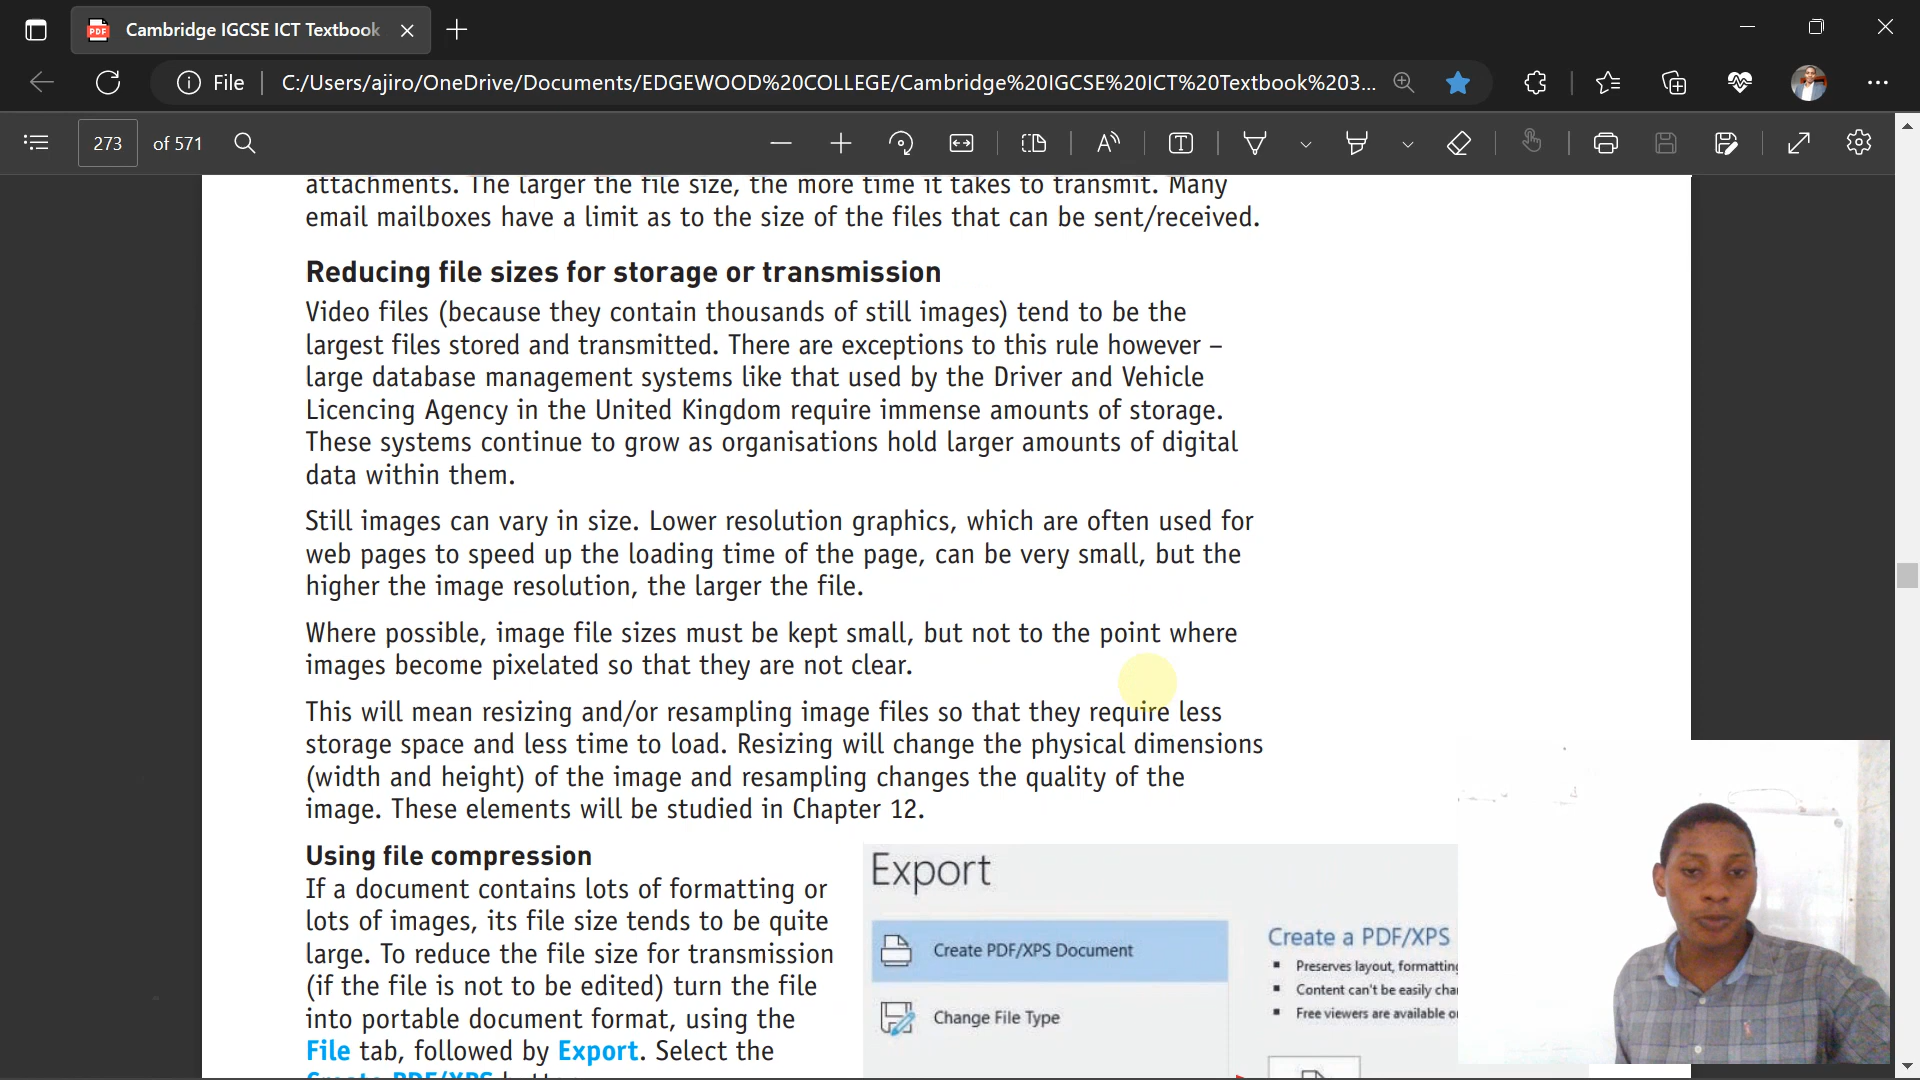 Cambridge IGCSE ICT Textbook
File
C:/Users/ajiro/OneDrive/Documents/EDGEWOOD%20COLLEGE/Cambridge%20IGCSE%20ICT%20Textbook%203...
273 of 571
attachments. The larger the file size, the more time it takes to transmit. Many
email mailboxes have a limit as to the size of the files that can be sent/received.
Reducing file sizes for storage or transmission
Video files (because they contain thousands of still images) tend to be the
largest files stored and transmitted. There are exceptions to this rule however –
large database management systems like that used by the Driver and Vehicle
Licencing Agency in the United Kingdom require immense amounts of storage.
These systems continue to grow as organisations hold larger amounts of digital
data within them.
Still images can vary in size. Lower resolution graphics, which are often used for
web pages to speed up the loading time of the page, can be very small, but the
higher the image resolution, the larger the file.
Where possible, image file sizes must be kept small, but not to the point where
images become pixelated so that they are not clear.
This will mean resizing and/or resampling image files so that they require less
storage space and less time to load. Resizing will change the physical dimensions
(width and height) of the image and resampling changes the quality of the
image. These elements will be studied in Chapter 12.
Using file compression
If a document contains lots of formatting or
lots of images, its file size tends to be quite
large. To reduce the file size for transmission
(if the file is not to be edited) turn the file
into portable document format, using the
File tab, followed by Export. Select the
Export
Create PDF/XPS Document
Change File Type
Create a PDF/XPS
Preserves layout, formatting
Content can't be easily
Free viewers are available